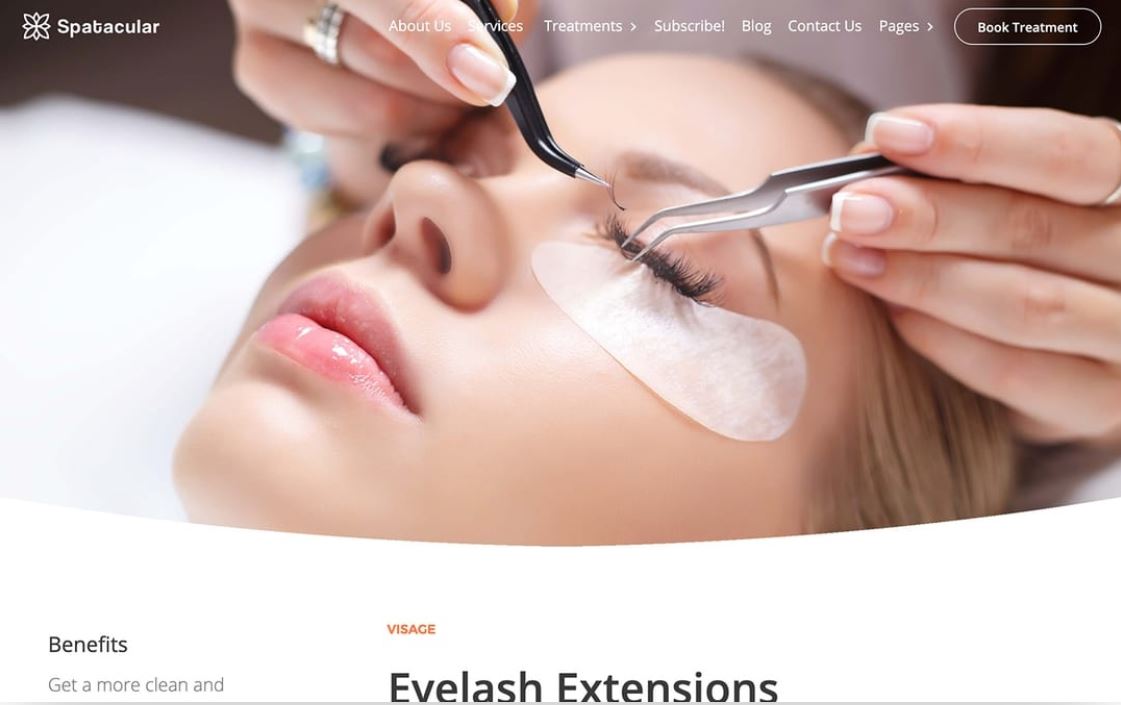 Spatacular
About Us Services Treatments > Subscribe! Blog Contact Us Pages > Book Treatment
Benefits
Get a more clean and
VISAGE
Eyelash Extensions